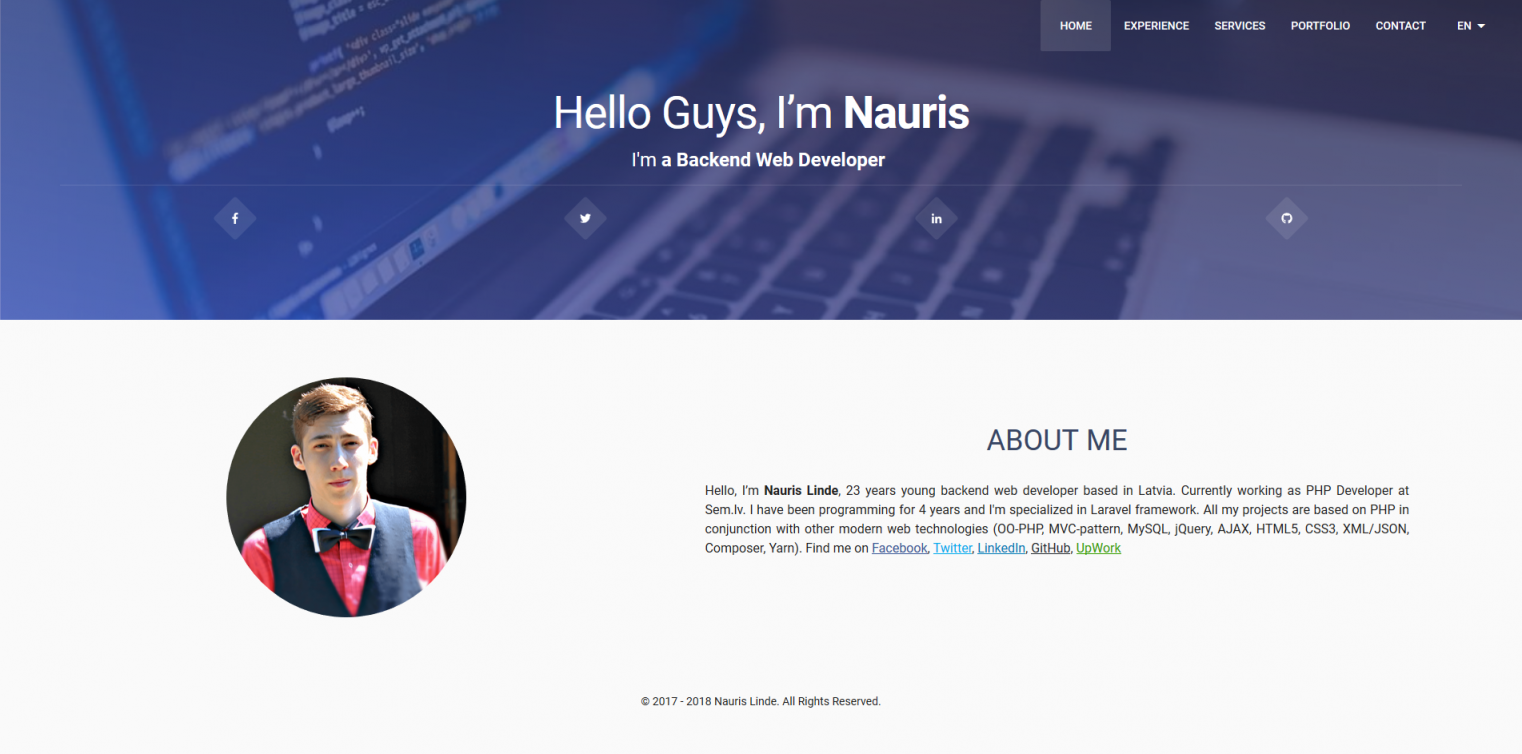 HOME EXPERIENCE SERVICES PORTFOLIO CONTACT EN
Hello Guys, I’m Nauris
I'm a Backend Web Developer
ABOUT ME
Hello, I’m Nauris Linde, 23 years young backend web developer based in Latvia. Currently working as PHP Developer at
Sem.lv. I have been programming for 4 years and I'm specialized in Laravel framework. All my projects are based on PHP in
conjunction with other modern web technologies (OO-PHP, MVC-pattern, MySQL, jQuery, AJAX, HTML5, CSS3, XML/JSON,
Composer, Yarn). Find me on Facebook, Twitter, LinkedIn, GitHub, UpWork
© 2017 - 2018 Nauris Linde. All Rights Reserved.